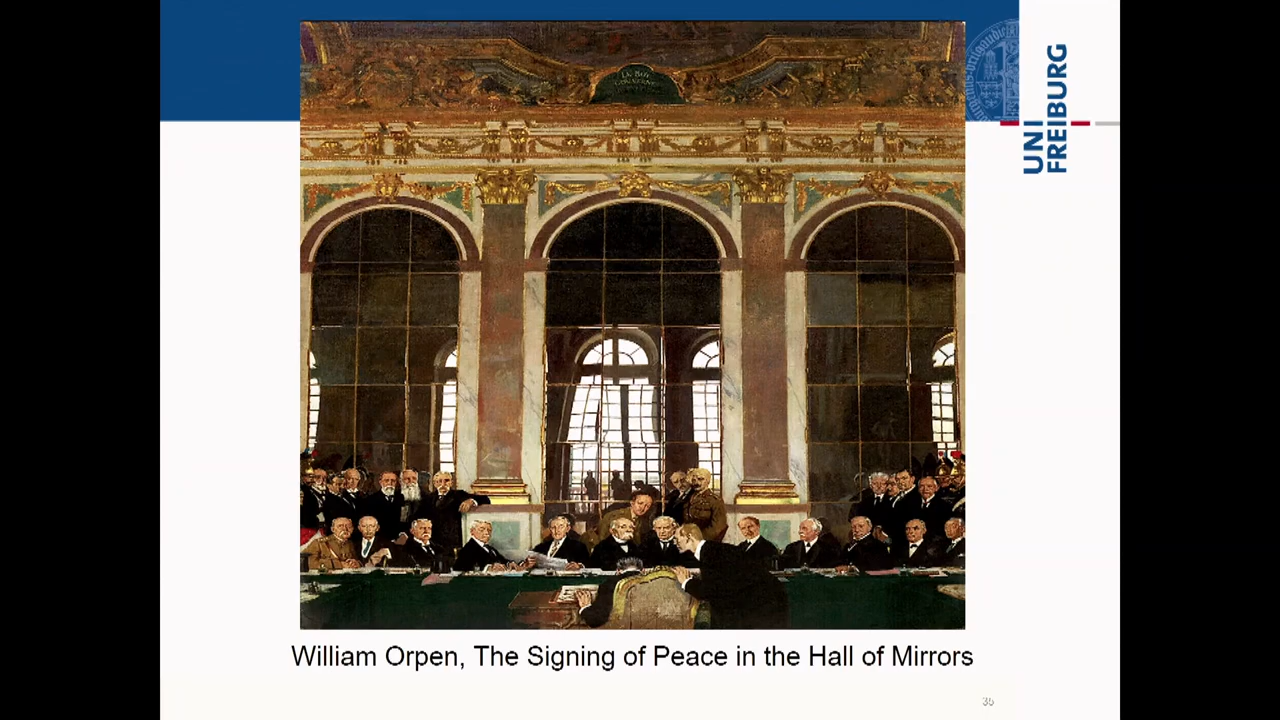 UNI
FREIBURG
William Orpen, The Signing of Peace in the Hall of Mirrors